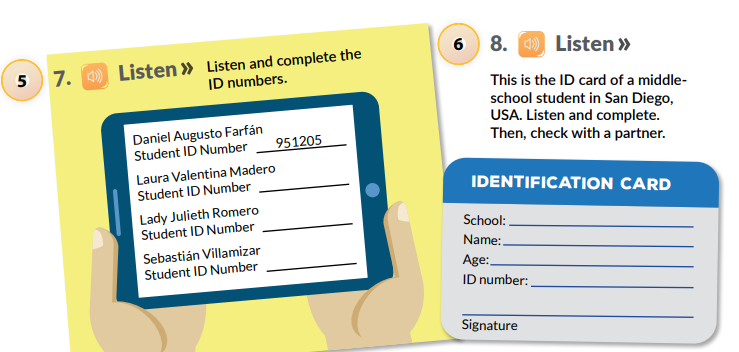 5
7. Listen»
Listen and complete the
ID numbers.
Daniel Augusto Farfán
Student ID Number 951205
Laura Valentina Madero
Student ID Number
Lady Julieth Romero
Student ID Number
Sebastián Villamizar
Student ID Number
6
8. Listen»
This is the ID card of a middle-
school student in San Diego,
USA. Listen and complete.
Then, check with a partner.
IDENTIFICATION CARD
School:
Name:
Age:
ID number:
Signature